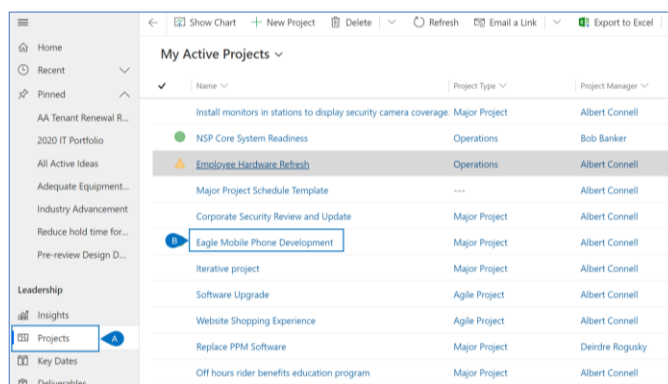 Show Chart New Project Delete Refresh Email a Link Export to Excel
Home
Recent
Pinned
AA Tenant Renewal R...
2020 IT Portfolio
All Active Ideas
Adequate Equipment...
Industry Advancement
Reduce hold time for...
Pre-review Design D...
Leadership
Insights
Projects A
Key Dates
Deliverables
My Active Projects
Name Project Type Project Manager
Install monitors in stations to display security camera coverage. Major Project Albert Connell
NSP Core System Readiness Operations Bob Banker
Employee Hardware Refresh Operations Albert Connell
Major Project Schedule Template --- Albert Connell
Corporate Security Review and Update Major Project Albert Connell
B Eagle Mobile Phone Development Major Project Albert Connell
Iterative project Major Project Albert Connell
Software Upgrade Agile Project Albert Connell
Website Shopping Experience Agile Project Albert Connell
Replace PPM Software Major Project Deirdre Rogusky
Off hours rider benefits education program Major Project Albert Connell